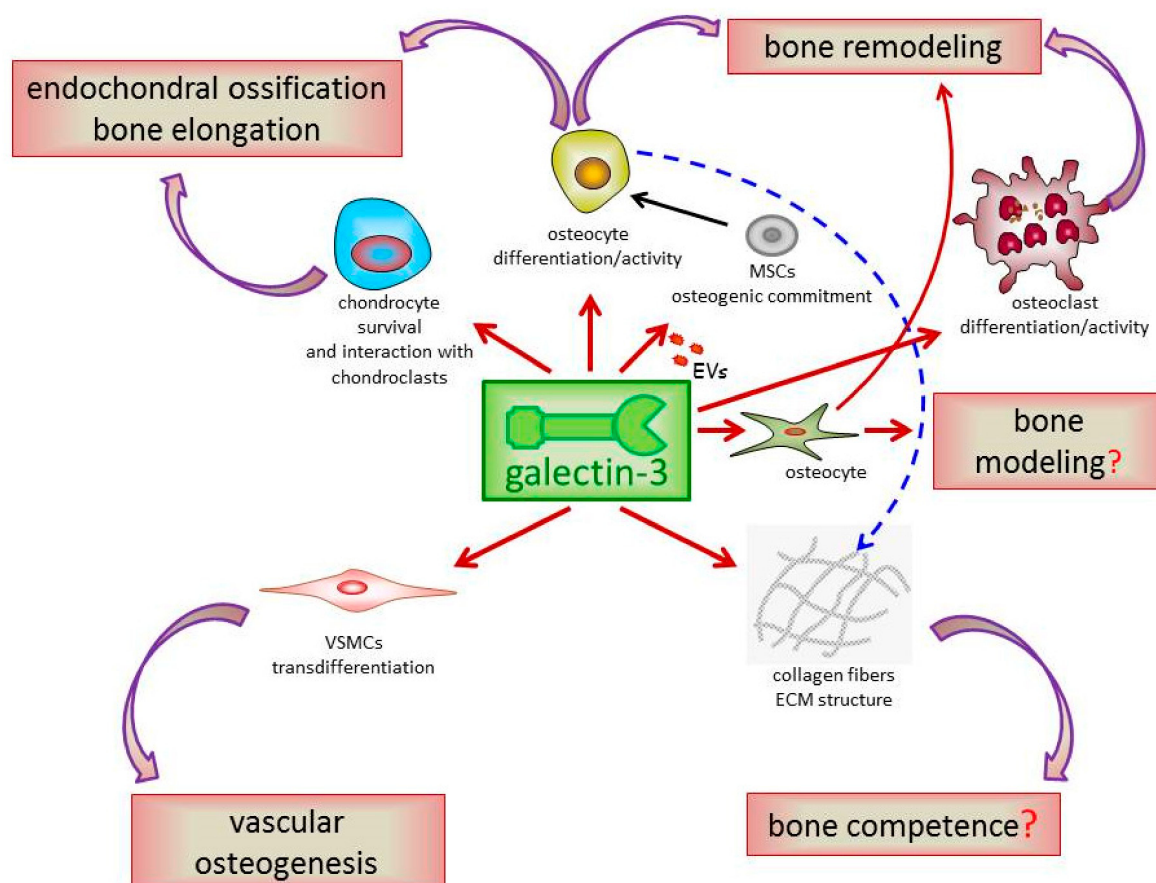 bone remodeling
endochondral ossification
bone elongation
osteocyte
differentiation/activity
MSCs
osteogenic commitment
osteoclast
differentiation/activity
chondrocyte
survival
and interaction with
chondroclasts
EVs
galectin-3
osteocyte
bone
modeling?
VSMCs
transdifferentiation
collagen fibers
ECM structure
vascular
osteogenesis
bone competence?